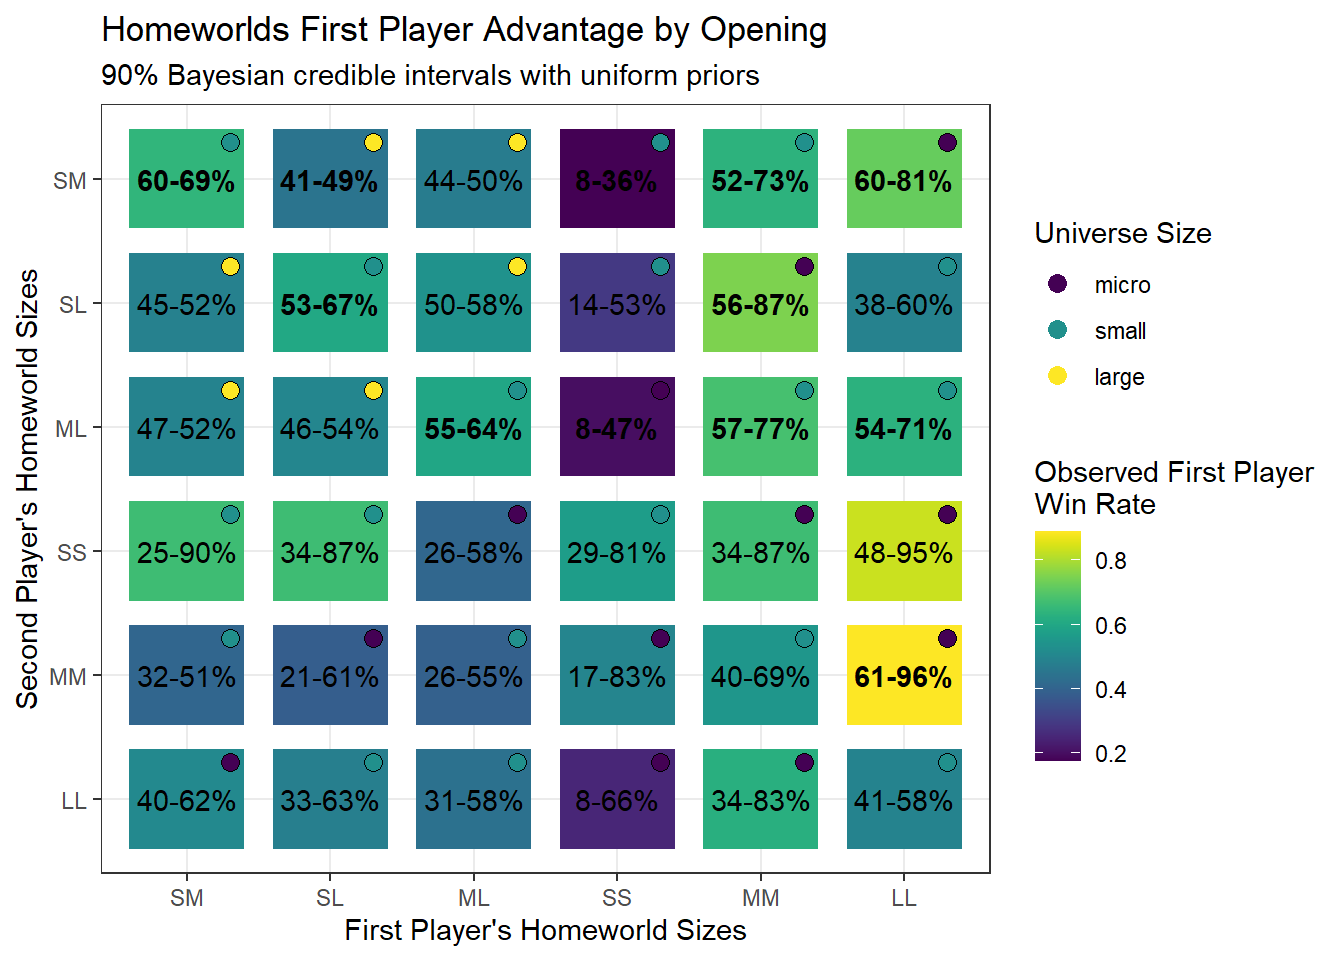 Homeworlds First Player Advantage by Opening
90% Bayesian credible intervals with uniform priors
Second Player's Homeworld Sizes
SM 60-69% 41-49% 44-50% 8-36% 52-73% 60-81%
SL 45-52% 53-67% 50-58% 14-53% 56-87% 38-60%
ML 47-52% 46-54% 55-64% 8-47% 57-77% 54-71%
SS 25-90% 34-87% 26-58% 29-81% 34-87% 48-95%
MM 32-51% 21-61% 26-55% 17-83% 40-69% 61-96%
LL 40-62% 33-63% 31-58% 8-66% 34-83% 41-58%
SM SL ML SS MM LL
First Player's Homeworld Sizes
Universe Size
micro
small
large
Observed First Player
Win Rate
0.8
0.6
0.4
0.2